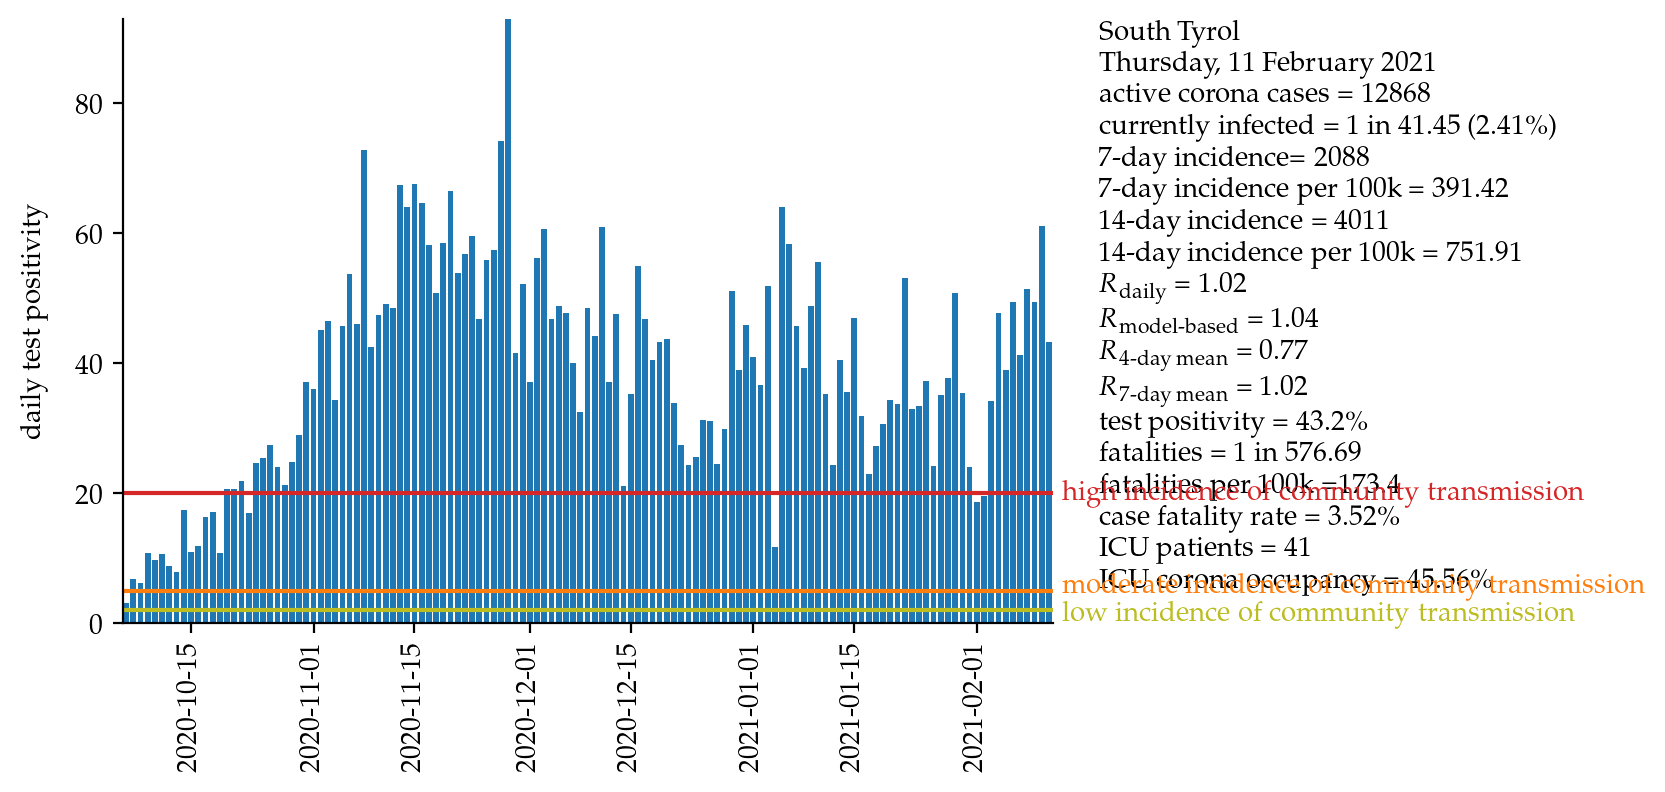 daily test positivity
80
60
40
20
0
2020-10-15
2020-11-01
2020-11-15
2020-12-01
2020-12-15
2021-01-01
2021-01-15
2021-02-01
South Tyrol
Thursday, 11 February 2021
active corona cases = 12868
currently infected = 1 in 41.45 (2.41%)
7-day incidence= 2088
7-day incidence per 100k = 391.42
14-day incidence = 4011
14-day incidence per 100k = 751.91
R daily = 1.02
R model-based = 1.04
R 4-day mean = 0.77
R 7-day mean = 1.02
test positivity = 43.2%
fatalities = 1 in 576.69
fatalities per 100k =173.4
high incidence of community transmission
case fatality rate = 3.52%
ICU patients = 41
ICU corona occupancy = 45.56%
moderate incidence of community transmission
low incidence of community transmission